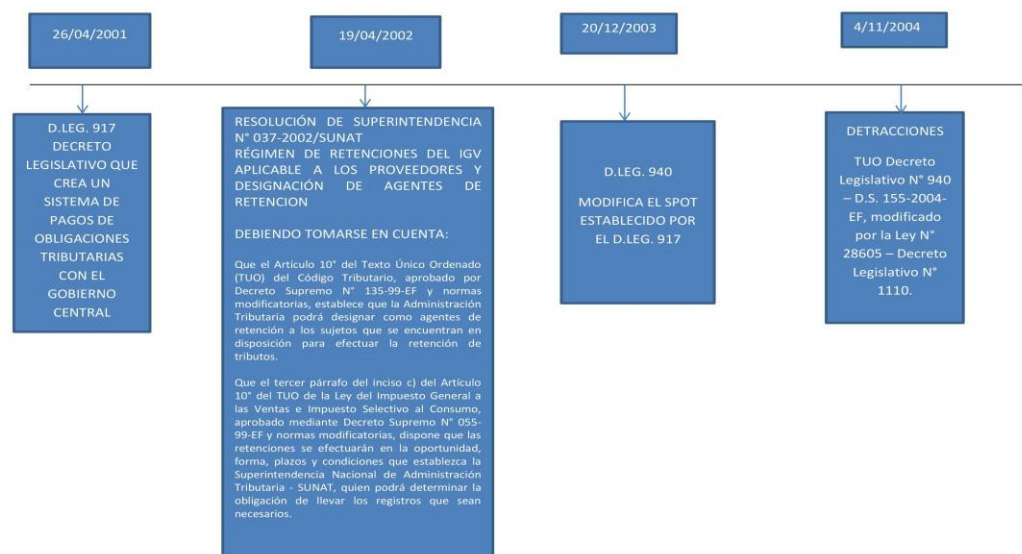 26/04/2001
19/04/2002
20/12/2003
4/11/2004
D.LEG. 917
DECRETO
LEGISLATIVO QUE
CREA UN
SISTEMA DE
PAGOS DE
OBLIGACIONES
TRIBUTARIAS
CON EL
GOBIERNO
CENTRAL
RESOLUCIÓN DE SUPERINTENDENCIA
N° 037-2002/SUNAT
RÉGIMEN DE RETENCIONES DEL IGV
APLICABLE A LOS PROVEEDORES Y
DESIGNACIÓN DE AGENTES DE
RETENCION
DEBIENDO TOMARSE EN CUENTA:
Que el Artículo 10° del Texto Único Ordenado
(TUO) del Código Tributario, aprobado por
Decreto Supremo N° 135-99-EF y normas
modificatorias, establece que la Administración
Tributaria podrá designar como agentes de
retención a los sujetos que se encuentran en
disposición para efectuar la retención de
tributos.
Que el tercer párrafo del inciso c) del Artículo
10° del TUO de la Ley del Impuesto General a
las Ventas e Impuesto Selectivo al Consumo,
aprobado mediante Decreto Supremo N° 055-
99-EF y normas modificatorias, dispone que las
retenciones se efectuarán en la oportunidad,
forma, plazos y condiciones que establezca la
Superintendencia Nacional de Administración
Tributaria - SUNAT, quien podrá determinar la
obligación de llevar los registros que sean
necesarios.
D.LEG. 940
MODIFICA EL SPOT
ESTABLECIDO POR
EL D.LEG. 917
DETRACCIONES
TUO Decreto
Legislativo N° 940
– D.S. 155-2004-
EF, modificado
por la Ley N°
28605 – Decreto
Legislativo N°
1110.